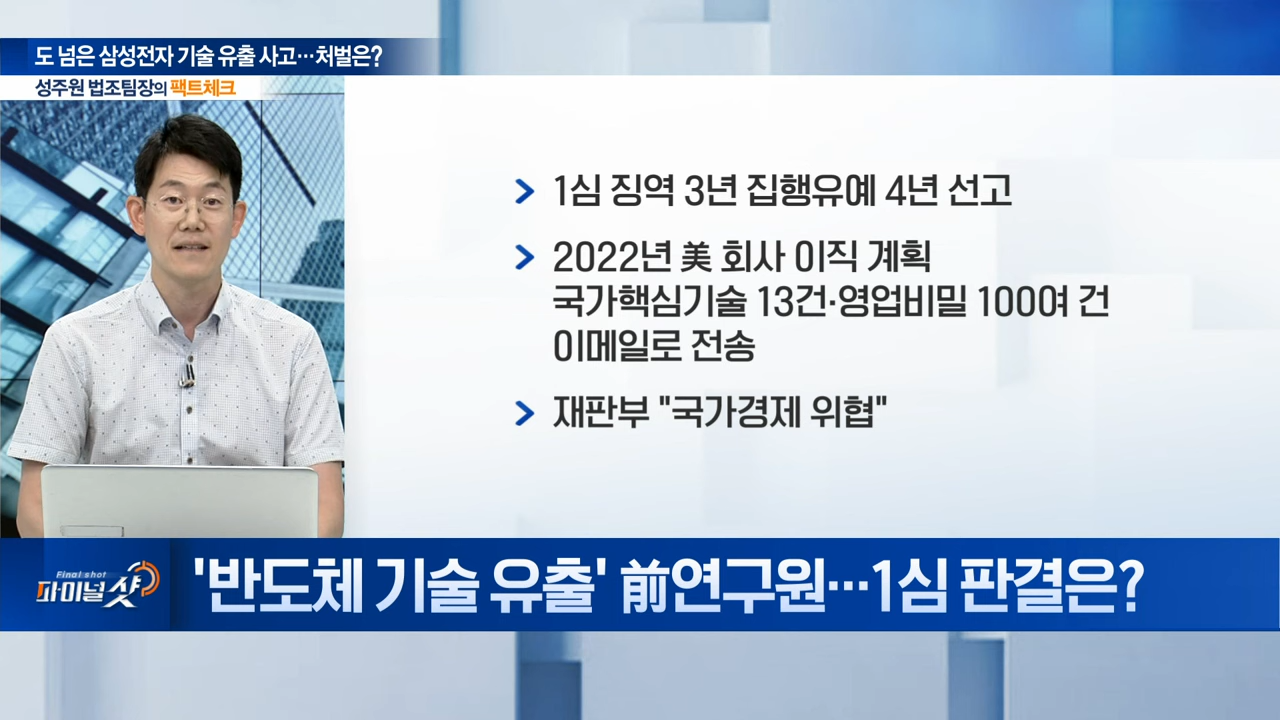 도 넘은 삼성전자 기술 유출 사고…처벌은?
성주원 법조팀장의 팩트체크
1심 징역 3년 집행유예 4년 선고
2022년 美 회사 이직 계획
국가핵심기술 13건·영업비밀 100여 건
이메일로 전송
재판부 "국가경제 위협"
Final shot
파이널샷
'반도체 기술 유출' 前연구원…1심 판결은?